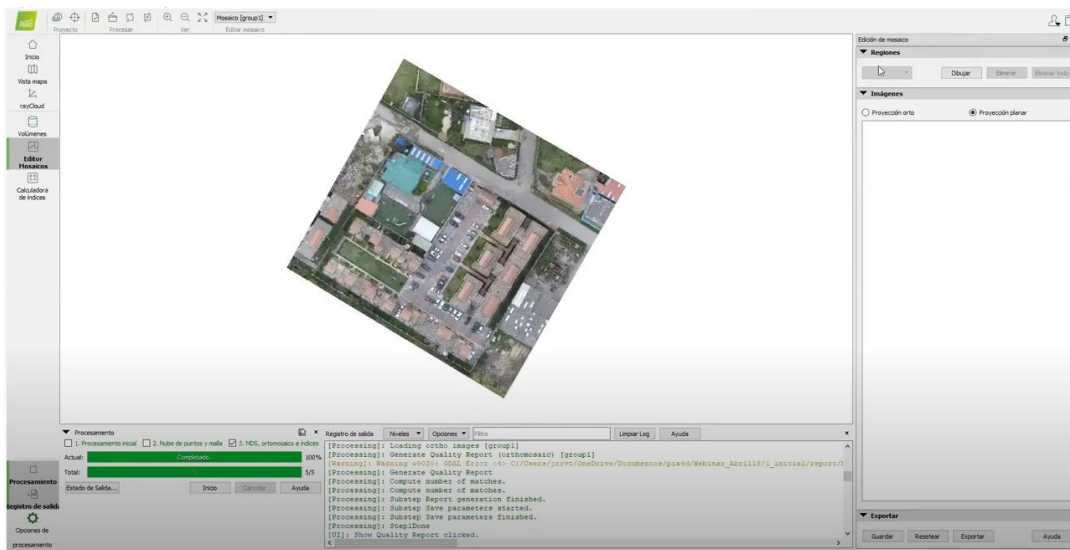 Mosaico [group1]
Proyecto
Procesar
Ver
Editar mosaico
Inicio
Vista mapa
rayCloud
Volúmenes
Editor
Mosaicos
Calculadora
de índices
Procesamiento
Registro de salida
Opciones de
procesamiento
Edición de mosaico
Regiones
Dibujar
Eliminar
Eliminar todo
Imágenes
Proyección orto
Proyección planar
Exportar
Guardar
Resetear
Exportar
Ayuda
Procesamiento
1. Procesamiento inicial
2. Nube de puntos y malla
3. MDS, ortomosaico e índices
Actual:
Completado.
100%
Total:
5/5
Estado de Salida...
Inicio
Cancelar
Ayuda
Registro de salida
Niveles
Opciones
Filtro
Limpiar Log
Ayuda
[Processing]: Loading ortho images [group1]
[Processing]: Generate Quality Report (orthomosaic) [group1]
[Processing]: Generate Quality Report
[Processing]: Compute number of matches.
[Processing]: Compute number of matches.
[Processing]: Substep Report generation finished.
[Processing]: Substep Save parameters started.
[Processing]: Substep Save parameters finished.
[Processing]: Step1Done
[UI]: Show Quality Report clicked.